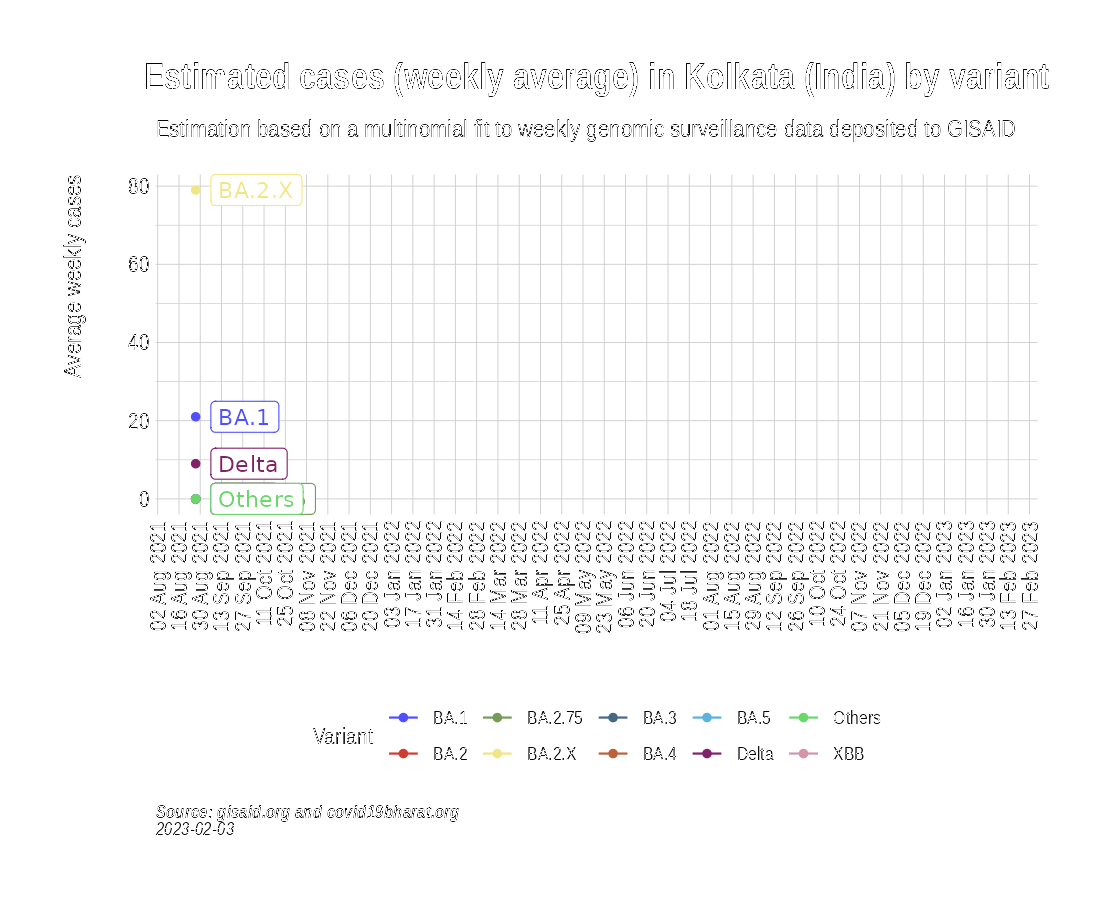 Estimated cases (weekly average) in Kolkata (India) by variant
Estimation based on a multinomial fit to weekly genomic surveillance data deposited to GISAID
Average weekly cases
80
60
40
20
0
BA.2.X
BA.1
Delta
Others
02 Aug 2021
16 Aug 2021
30 Aug 2021
13 Sep 2021
27 Sep 2021
11 Oct 2021
25 Oct 2021
08 Nov 2021
22 Nov 2021
06 Dec 2021
20 Dec 2021
03 Jan 2022
17 Jan 2022
31 Jan 2022
14 Feb 2022
28 Feb 2022
14 Mar 2022
28 Mar 2022
11 Apr 2022
25 Apr 2022
09 May 2022
23 May 2022
06 Jun 2022
20 Jun 2022
04 Jul 2022
18 Jul 2022
01 Aug 2022
15 Aug 2022
29 Aug 2022
12 Sep 2022
26 Sep 2022
10 Oct 2022
24 Oct 2022
07 Nov 2022
21 Nov 2022
05 Dec 2022
19 Dec 2022
02 Jan 2023
16 Jan 2023
30 Jan 2023
13 Feb 2023
27 Feb 2023
Variant
BA.1 BA.2.75 BA.3 BA.5 Others
BA.2 BA.2.X BA.4 Delta XBB
Source: gisaid.org and covid19bharat.org
2023-02-03